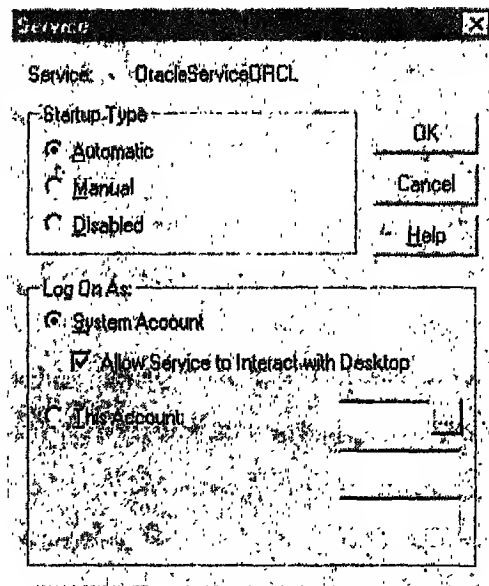 Service
Service: OracleServiceORCL
Startup Type
Automatic
Manual
Disabled
OK
Cancel
Help
Log On As:
System Account
Allow Service to Interact with Desktop
This Account:
...